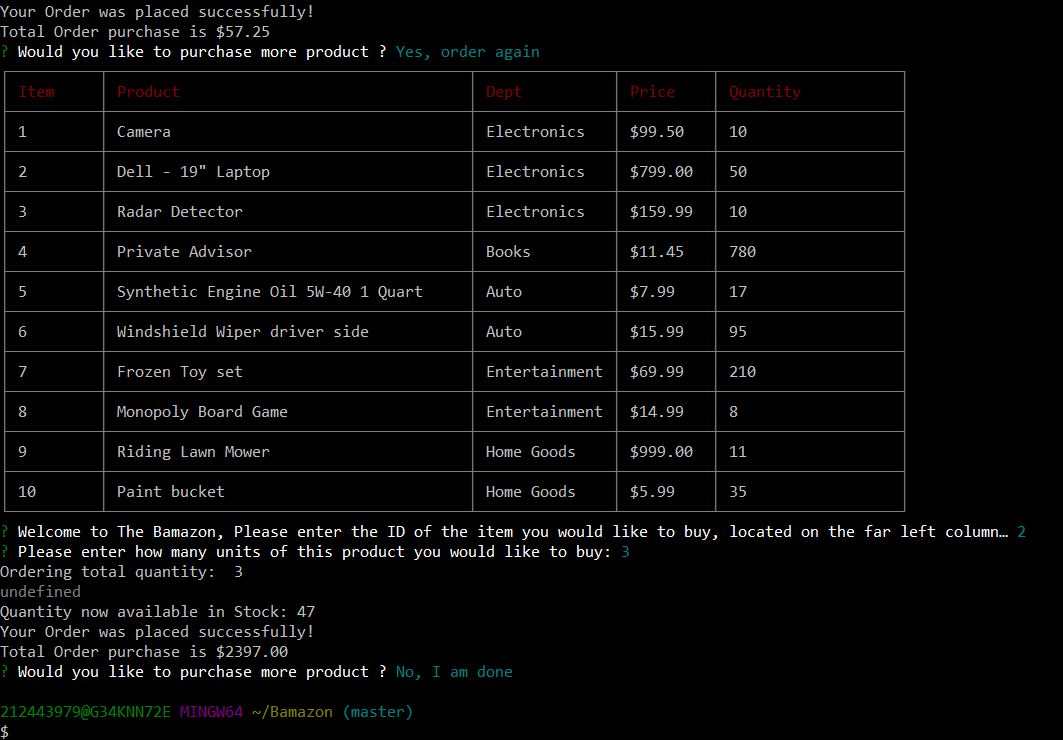 Your Order was placed successfully!
Total Order purchase is $57.25
? Would you like to purchase more product ? Yes, order again
Item Product Dept Price Quantity
1 Camera Electronics $99.50 10
2 Dell - 19" Laptop Electronics $799.00 50
3 Radar Detector Electronics $159.99 10
4 Private Advisor Books $11.45 780
5 Synthetic Engine Oil 5W-40 1 Quart Auto $7.99 17
6 Windshield Wiper driver side Auto $15.99 95
7 Frozen Toy set Entertainment $69.99 210
8 Monopoly Board Game Entertainment $14.99 8
9 Riding Lawn Mower Home Goods $999.00 11
10 Paint bucket Home Goods $5.99 35
? Welcome to The Bamazon, Please enter the ID of the item you would like to buy, located on the far left column… 2
? Please enter how many units of this product you would like to buy: 3
Ordering total quantity:  3
undefined
Quantity now available in Stock: 47
Your Order was placed successfully!
Total Order purchase is $2397.00
? Would you like to purchase more product ? No, I am done
212443979@G34KNN72E MINGW64 ~/Bamazon (master)
$